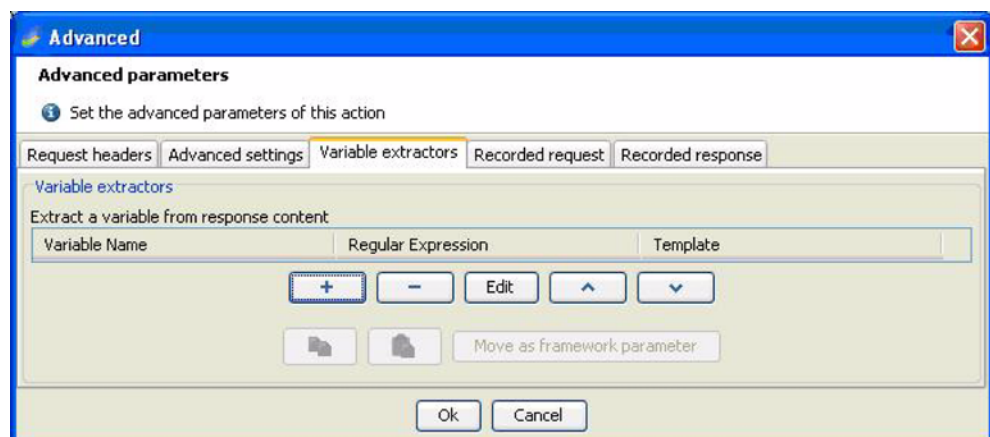 Advanced
Advanced parameters
Set the advanced parameters of this action
Request headers Advanced settings Variable extractors Recorded request Recorded response
Variable extractors
Extract a variable from response content
Variable Name Regular Expression Template
+ - Edit
Move as framework parameter
Ok Cancel